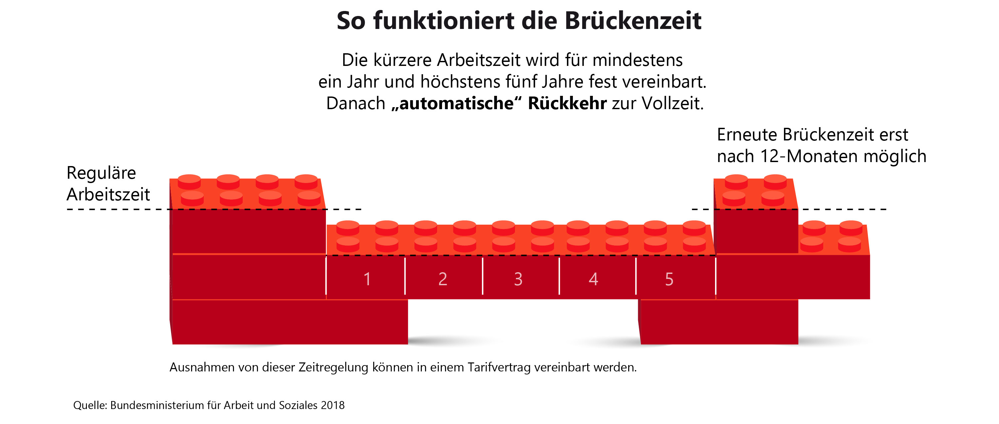 So funktioniert die Brückenzeit
Die kürzere Arbeitszeit wird für mindestens
ein Jahr und höchstens fünf Jahre fest vereinbart.
Danach „automatische“ Rückkehr zur Vollzeit.
Erneute Brückenzeit erst
nach 12-Monaten möglich
Reguläre
Arbeitszeit
1 2 3 4 5
Ausnahmen von dieser Zeitregelung können in einem Tarifvertrag vereinbart werden.
Quelle: Bundesministerium für Arbeit und Soziales 2018